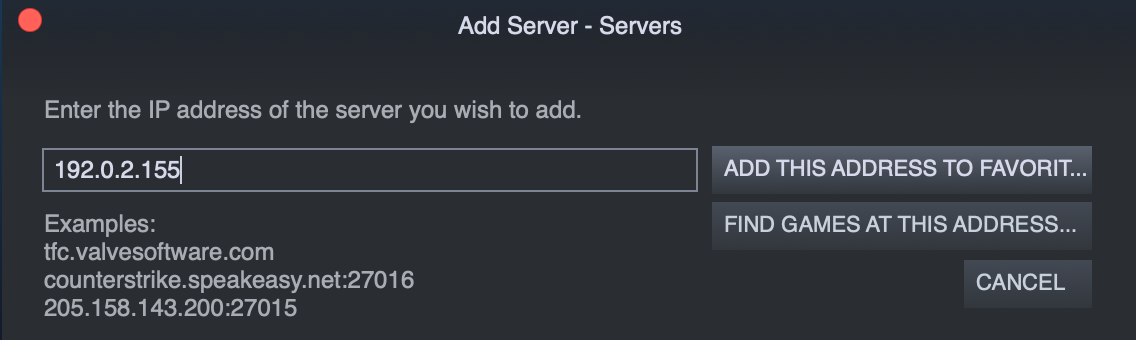 Add Server - Servers
Enter the IP address of the server you wish to add.
192.0.2.155
ADD THIS ADDRESS TO FAVORIT...
Examples:
FIND GAMES AT THIS ADDRESS...
tfc.valvesoftware.com
counterstrike.speakeasy.net:27016
CANCEL
205.158.143.200:27015